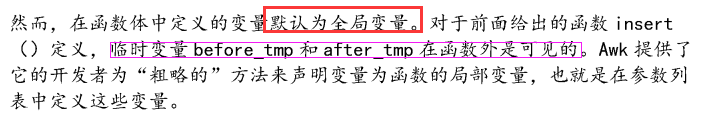 然而，在函数体中定义的变量默认为全局变量。对于前面给出的函数 insert
（）定义，临时变量 before_tmp 和 after_tmp 在函数外是可见的。Awk 提供了
它的开发者为“粗略的”方法来声明变量为函数的局部变量，也就是在参数列
表中定义这些变量。